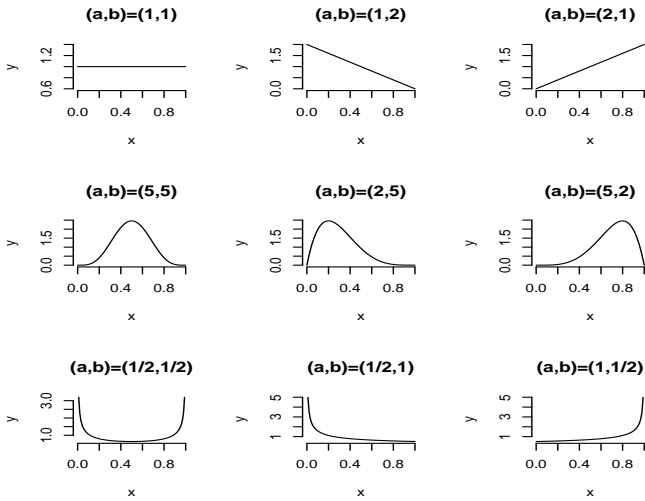 (a,b)=(1,1)
y
0.6 1.2
0.0 0.4 0.8
x
(a,b)=(1,2)
y
0.0 1.5
0.0 0.4 0.8
x
(a,b)=(2,1)
y
0.0 1.5
0.0 0.4 0.8
x
(a,b)=(5,5)
y
0.0 1.5
0.0 0.4 0.8
x
(a,b)=(2,5)
y
0.0 1.5
0.0 0.4 0.8
x
(a,b)=(5,2)
y
0.0 1.5
0.0 0.4 0.8
x
(a,b)=(1/2,1/2)
y
1.0 3.0
0.0 0.4 0.8
x
(a,b)=(1/2,1)
y
1 3 5
0.0 0.4 0.8
x
(a,b)=(1,1/2)
y
1 3 5
0.0 0.4 0.8
x